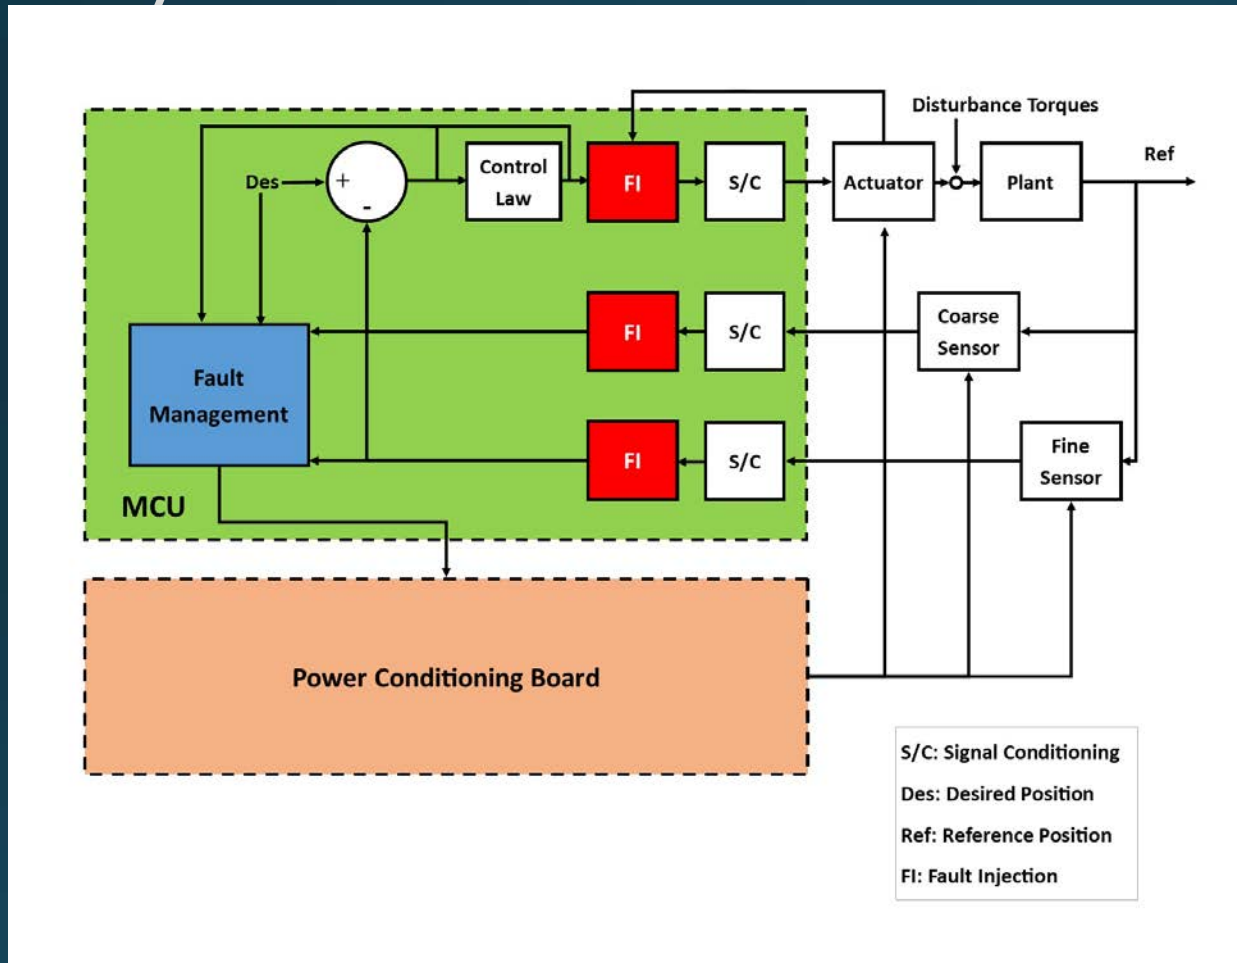 Disturbance Torques
Ref
Des
+
-
Control
Law
FI
S/C
Actuator
Plant
FI
S/C
Coarse
Sensor
Fault
Management
FI
S/C
Fine
Sensor
MCU
Power Conditioning Board
S/C: Signal Conditioning
Des: Desired Position
Ref: Reference Position
FI: Fault Injection